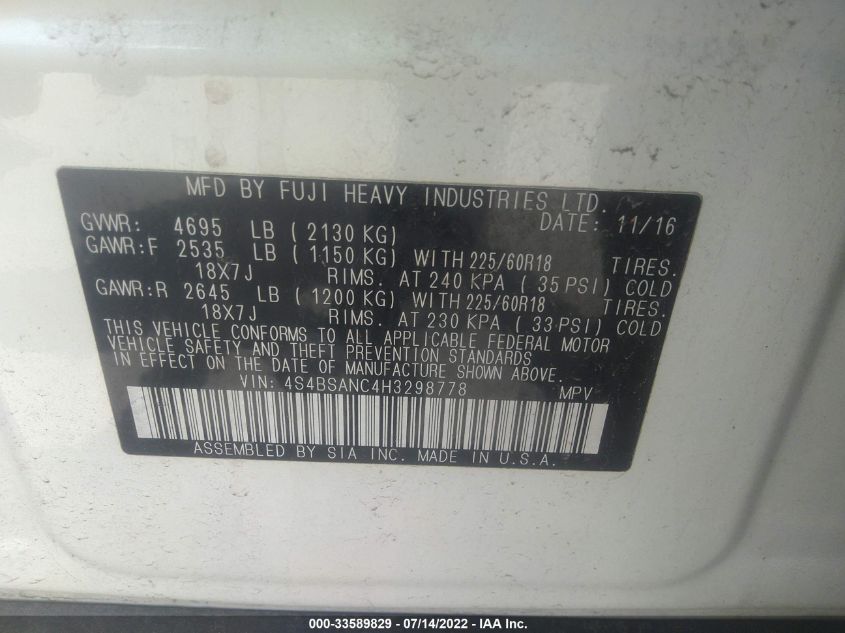 MFD BY FUJI HEAVY INDUSTRIES LTD.
GVWR: 4695 LB ( 2130 KG) DATE: 11/16
GAWR:F 2535 LB ( 1150 KG) WITH 225/60R18 TIRES.
18X7J RIMS. AT 240 KPA ( 35 PSI) COLD
GAWR:R 2645 LB ( 1200 KG) WITH 225/60R18 TIRES.
18X7J RIMS. AT 230 KPA ( 33 PSI) COLD
THIS VEHICLE CONFORMS TO ALL APPLICABLE FEDERAL MOTOR
VEHICLE SAFETY AND THEFT PREVENTION STANDARDS
IN EFFECT ON THE DATE OF MANUFACTURE SHOWN ABOVE.
VIN: 4S4BSANC4H3298778 MPV
ASSEMBLED BY SIA INC. MADE IN U.S.A.
000-33589829 - 07/14/2022 - IAA Inc.